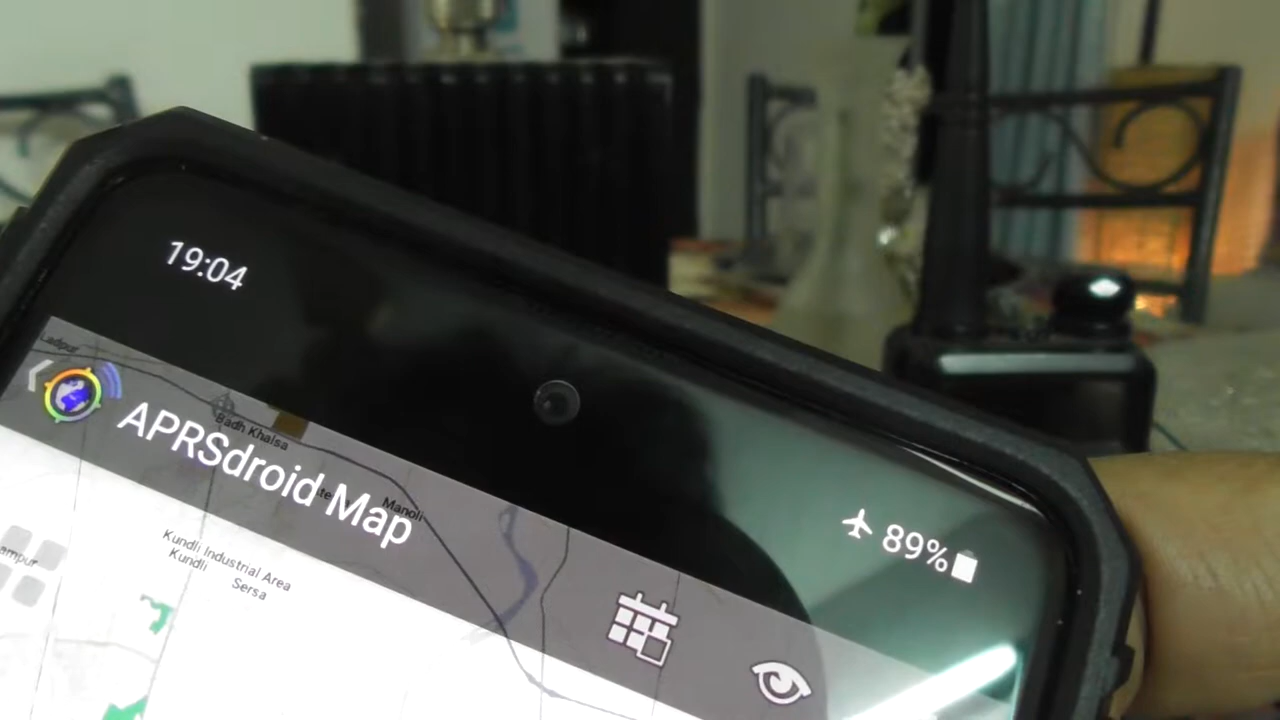 19:04
89%
Badh Khalsa
APRSdroid Map
Manoli
Kundli Industrial Area
Kundli
Sersa